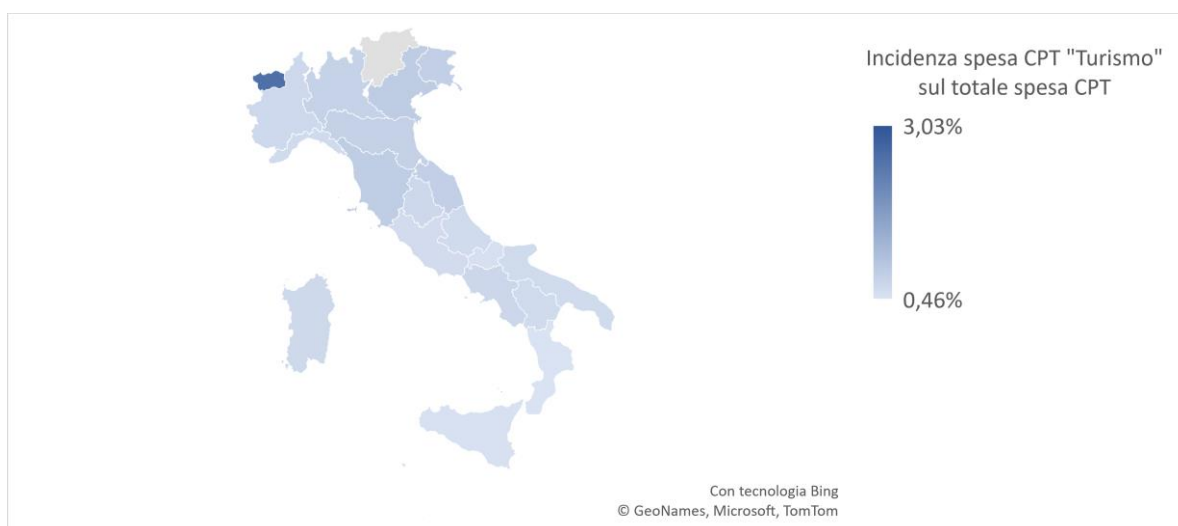 Incidenza spesa CPT "Turismo"
sul totale spesa CPT
3,03%
0,46%
Con tecnologia Bing
© GeoNames, Microsoft, TomTom